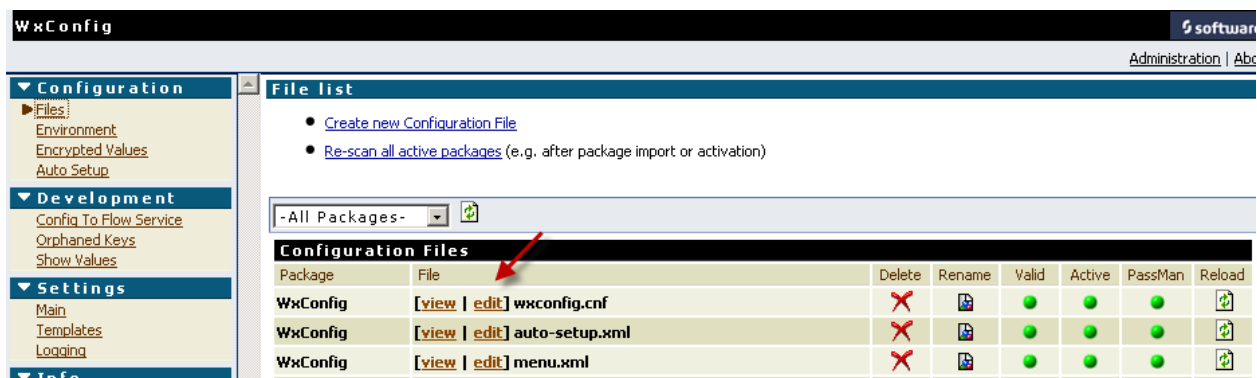 WxConfig
software
Administration | Abo
Configuration
Files
Environment
Encrypted Values
Auto Setup
Development
Config To Flow Service
Orphaned Keys
Show Values
Settings
Main
Templates
Logging
Info
File list
Create new Configuration File
Re-scan all active packages (e.g. after package import or activation)
-All Packages-
Configuration Files
Package File Delete Rename Valid Active PassMan Reload
WxConfig [view | edit] wxconfig.cnf
WxConfig [view | edit] auto-setup.xml
WxConfig [view | edit] menu.xml